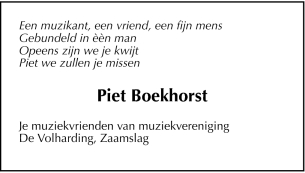 Een muzikant, een vriend, een fijn mens
Gebundeld in èèn man
Opeens zijn we je kwijt
Piet we zullen je missen
Piet Boekhorst
Je muziekvrienden van muziekvereniging
De Volharding, Zaamslag